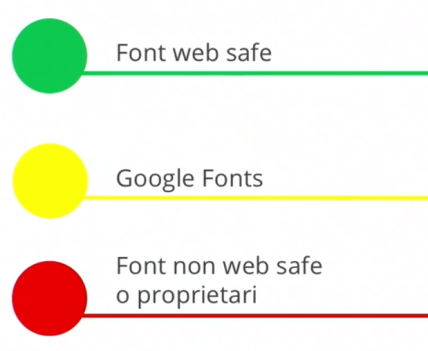 Font web safe
Google Fonts
Font non web safe
o proprietari